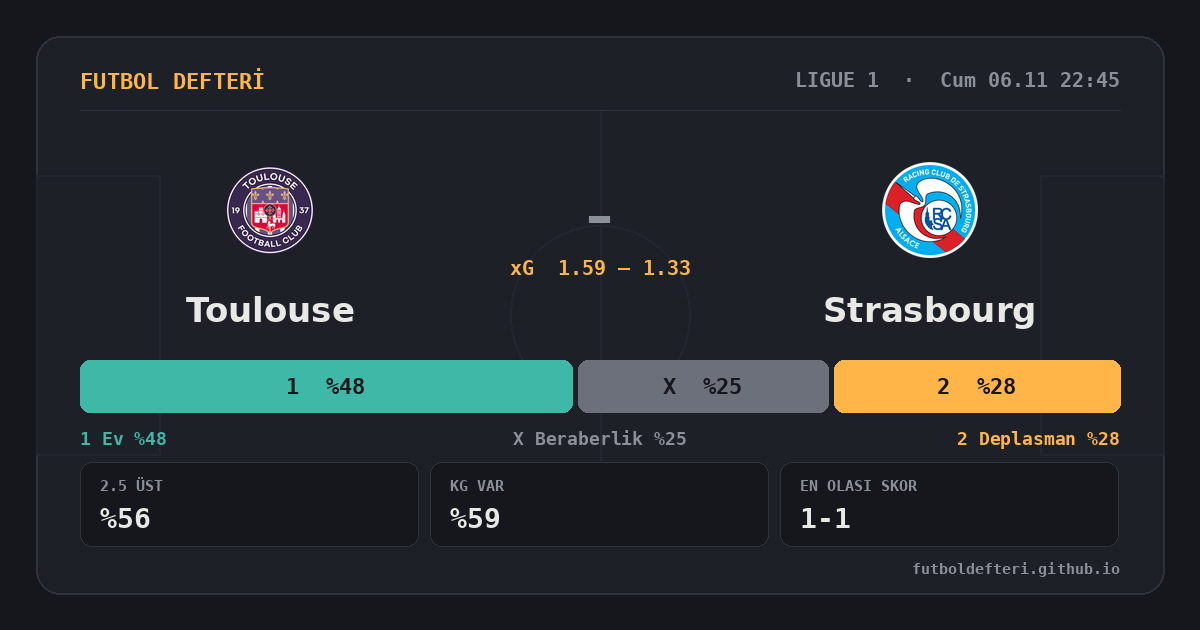 FUTBOL DEFTERİ
LIGUE 1 · Cum 06.11 22:45
TOULOUSE
19 37
FOOTBALL CLUB
RACING CLUB DE STRASBOURG
ALSACE
RCSA
–
xG 1.59 – 1.33
Toulouse
Strasbourg
1 %48
X %25
2 %28
1 Ev %48
X Beraberlik %25
2 Deplasman %28
2.5 ÜST
KG VAR
EN OLASI SKOR
%56
%59
1-1
futboldefteri.github.io